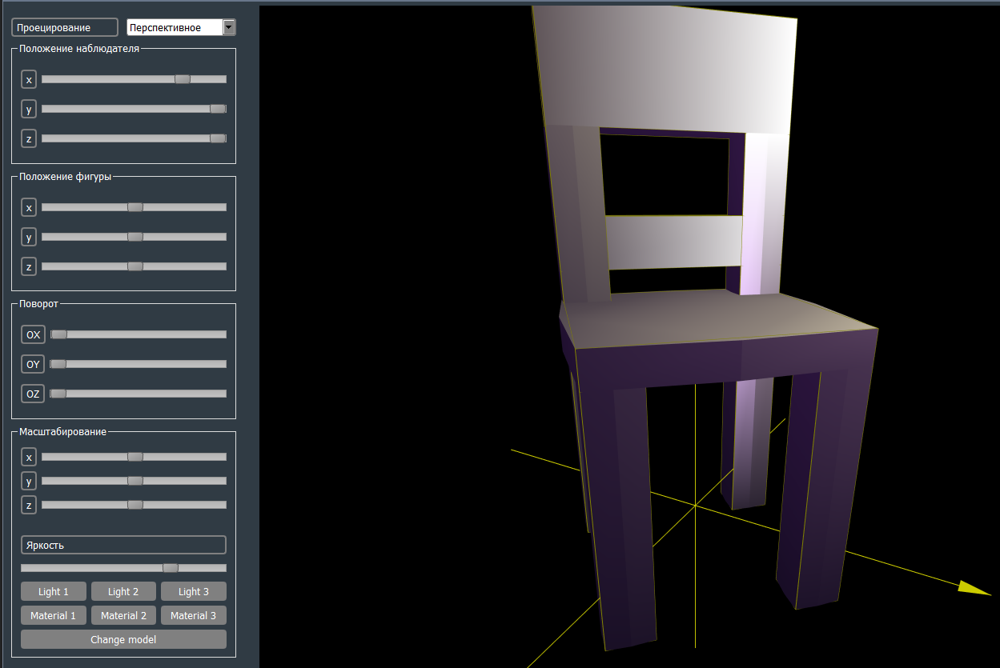 Проецирование Перспективное
Положение наблюдателя
x
y
z
Положение фигуры
x
y
z
Поворот
OX
OY
OZ
Масштабирование
x
y
z
Яркость
Light 1 Light 2 Light 3
Material 1 Material 2 Material 3
Change model